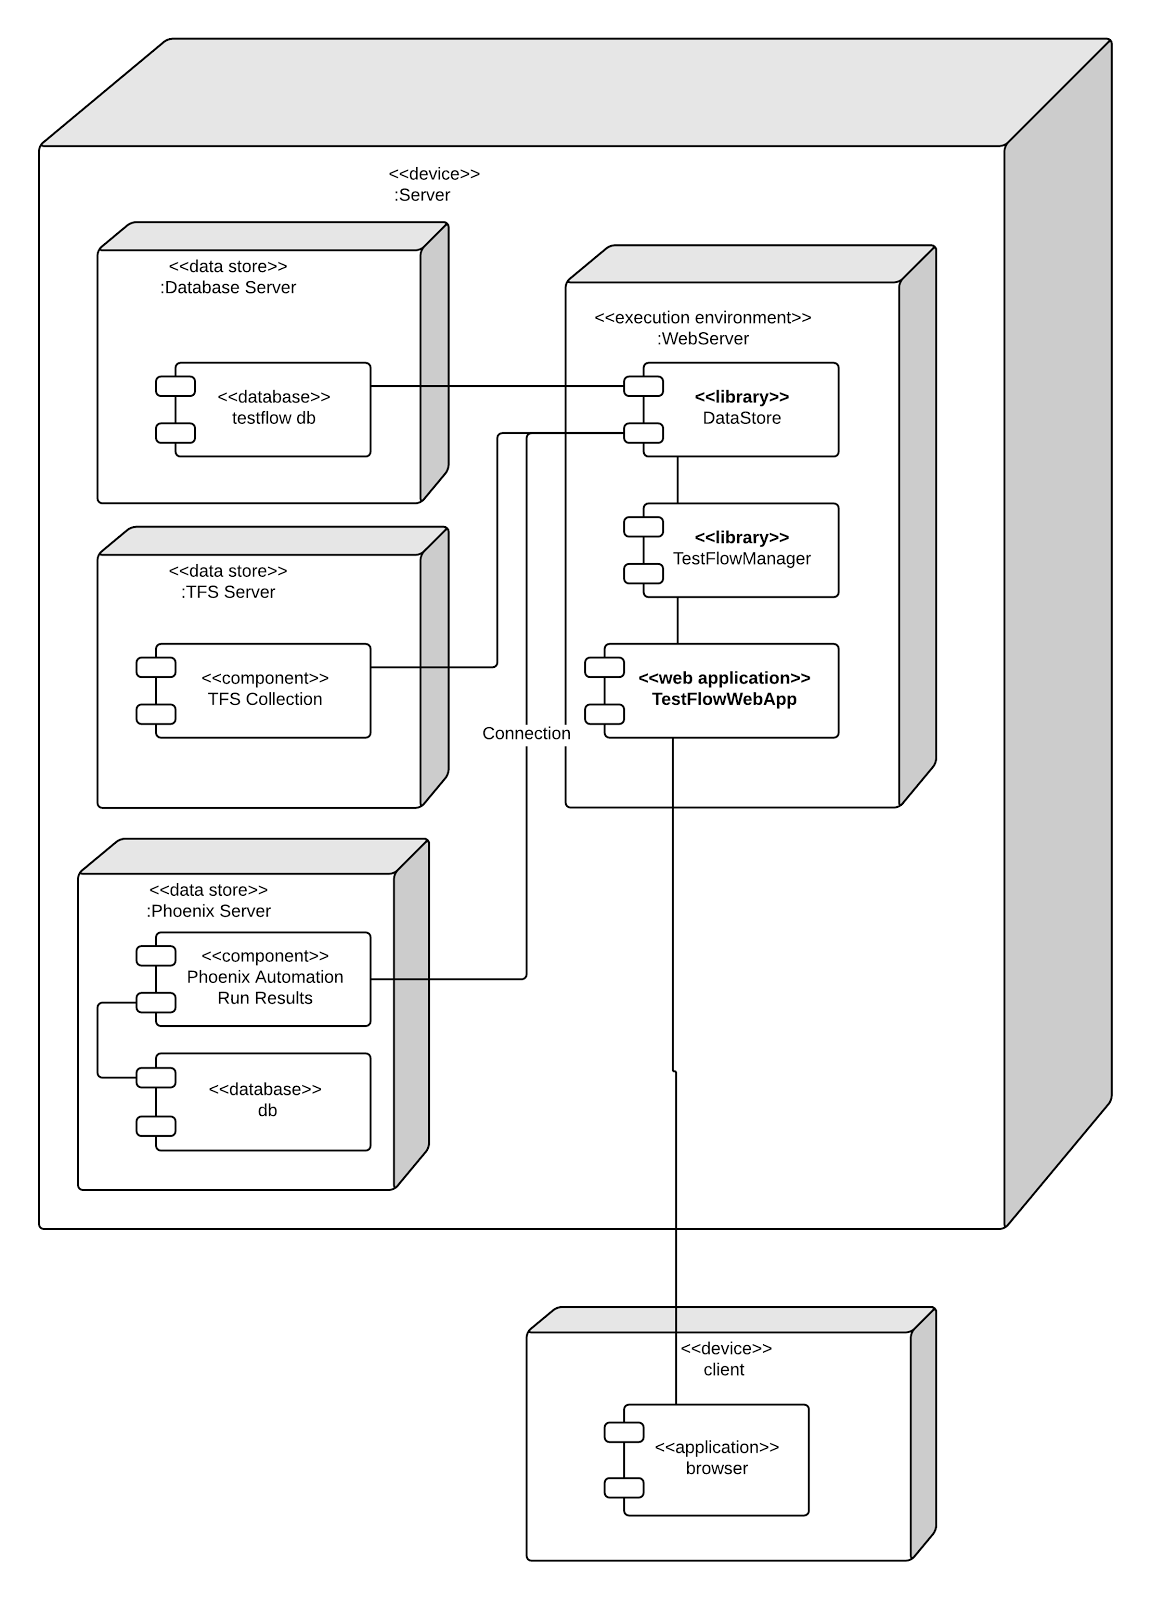 <<device>>
:Server
<<data store>>
:Database Server
<<database>>
testflow db
<<execution environment>>
:WebServer
<<library>>
DataStore
<<library>>
TestFlowManager
<<web application>>
TestFlowWebApp
<<data store>>
:TFS Server
<<component>>
TFS Collection
Connection
<<data store>>
:Phoenix Server
<<component>>
Phoenix Automation
Run Results
<<database>>
db
<<device>>
client
<<application>>
browser